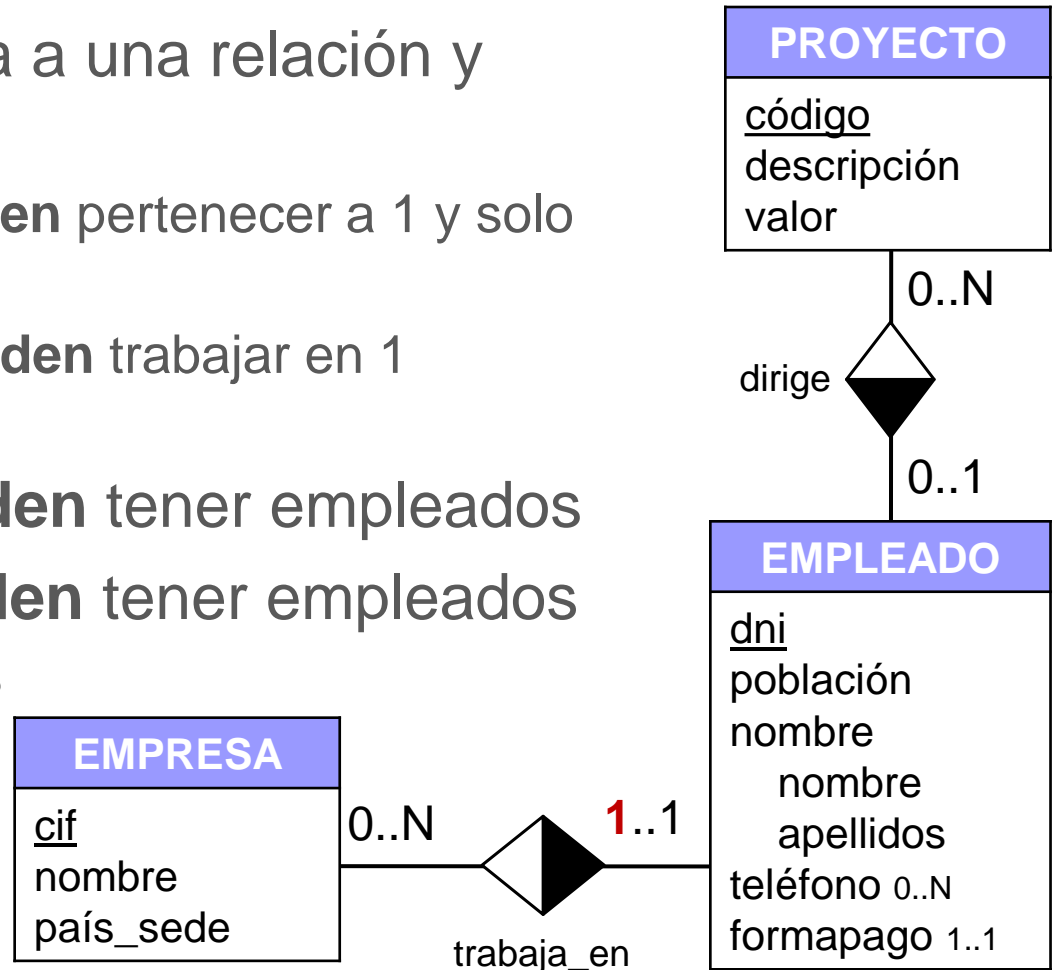 a a una relación y
en pertenecer a 1 y solo
den trabajar en 1
den tener empleados
den tener empleados
PROYECTO
código
descripción
valor
0..N
dirige
0..1
EMPLEADO
dni
población
nombre
nombre
apellidos
teléfono 0..N
formapago 1..1
EMPRESA
cif
nombre
país_sede
0..N
1..1
trabaja_en